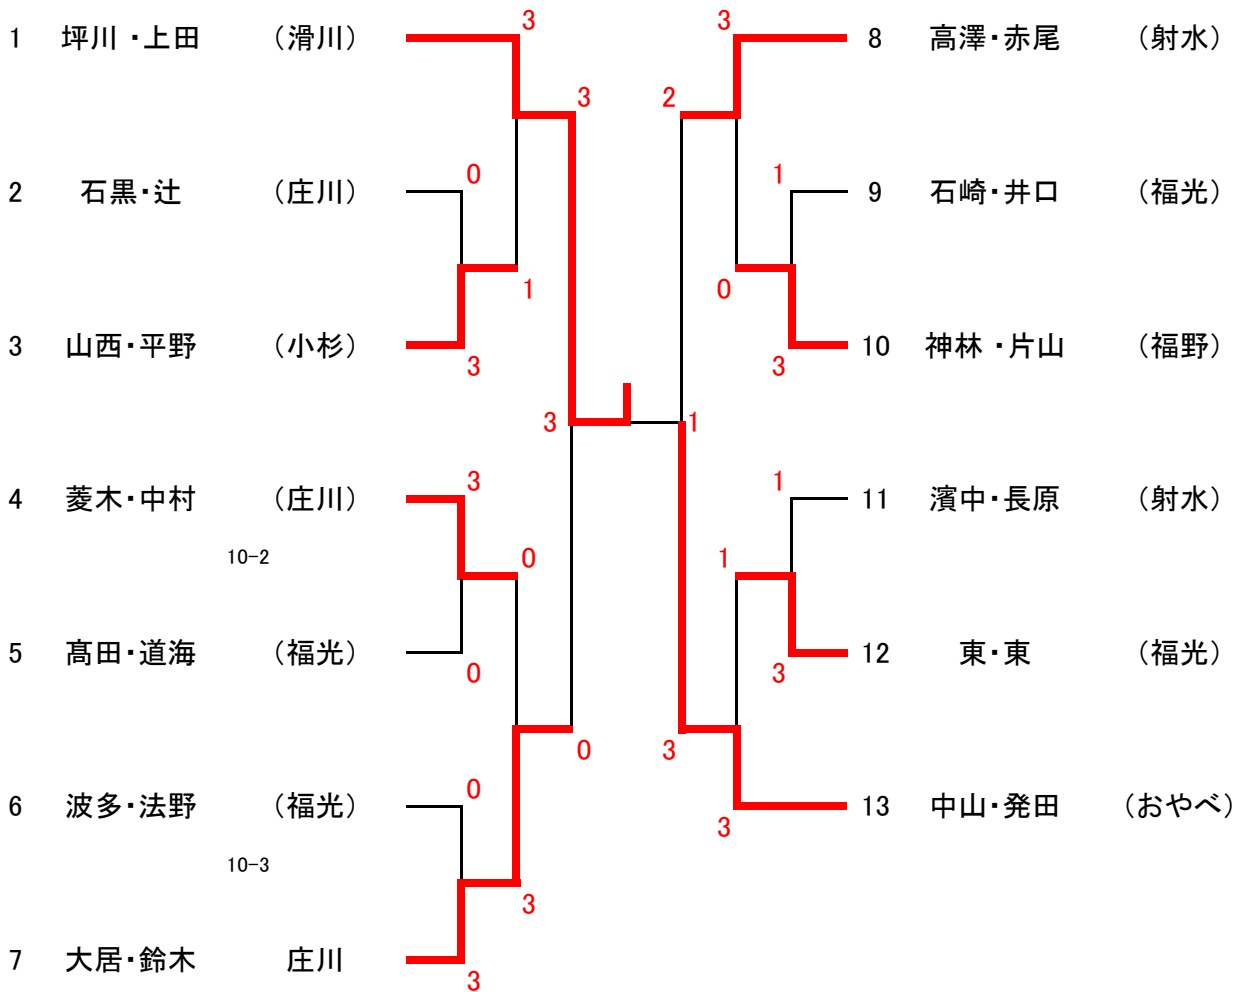 3 3
1 坪川・上田 (滑川) 8 高澤・赤尾 (射水)
3 2
0 1
2 石黒・辻 (庄川) 9 石崎・井口 (福光)
1 0
3 山西・平野 (小杉) 10 神林・片山 (福野)
3 3
3 1
3 1
4 菱木・中村 (庄川) 11 濱中・長原 (射水)
10-2 0 1
5 髙田・道海 (福光) 12 東・東 (福光)
0 3
0 3
0
6 波多・法野 (福光) 13 中山・発田 (おやべ)
3
10-3
3
7 大居・鈴木 庄川
3